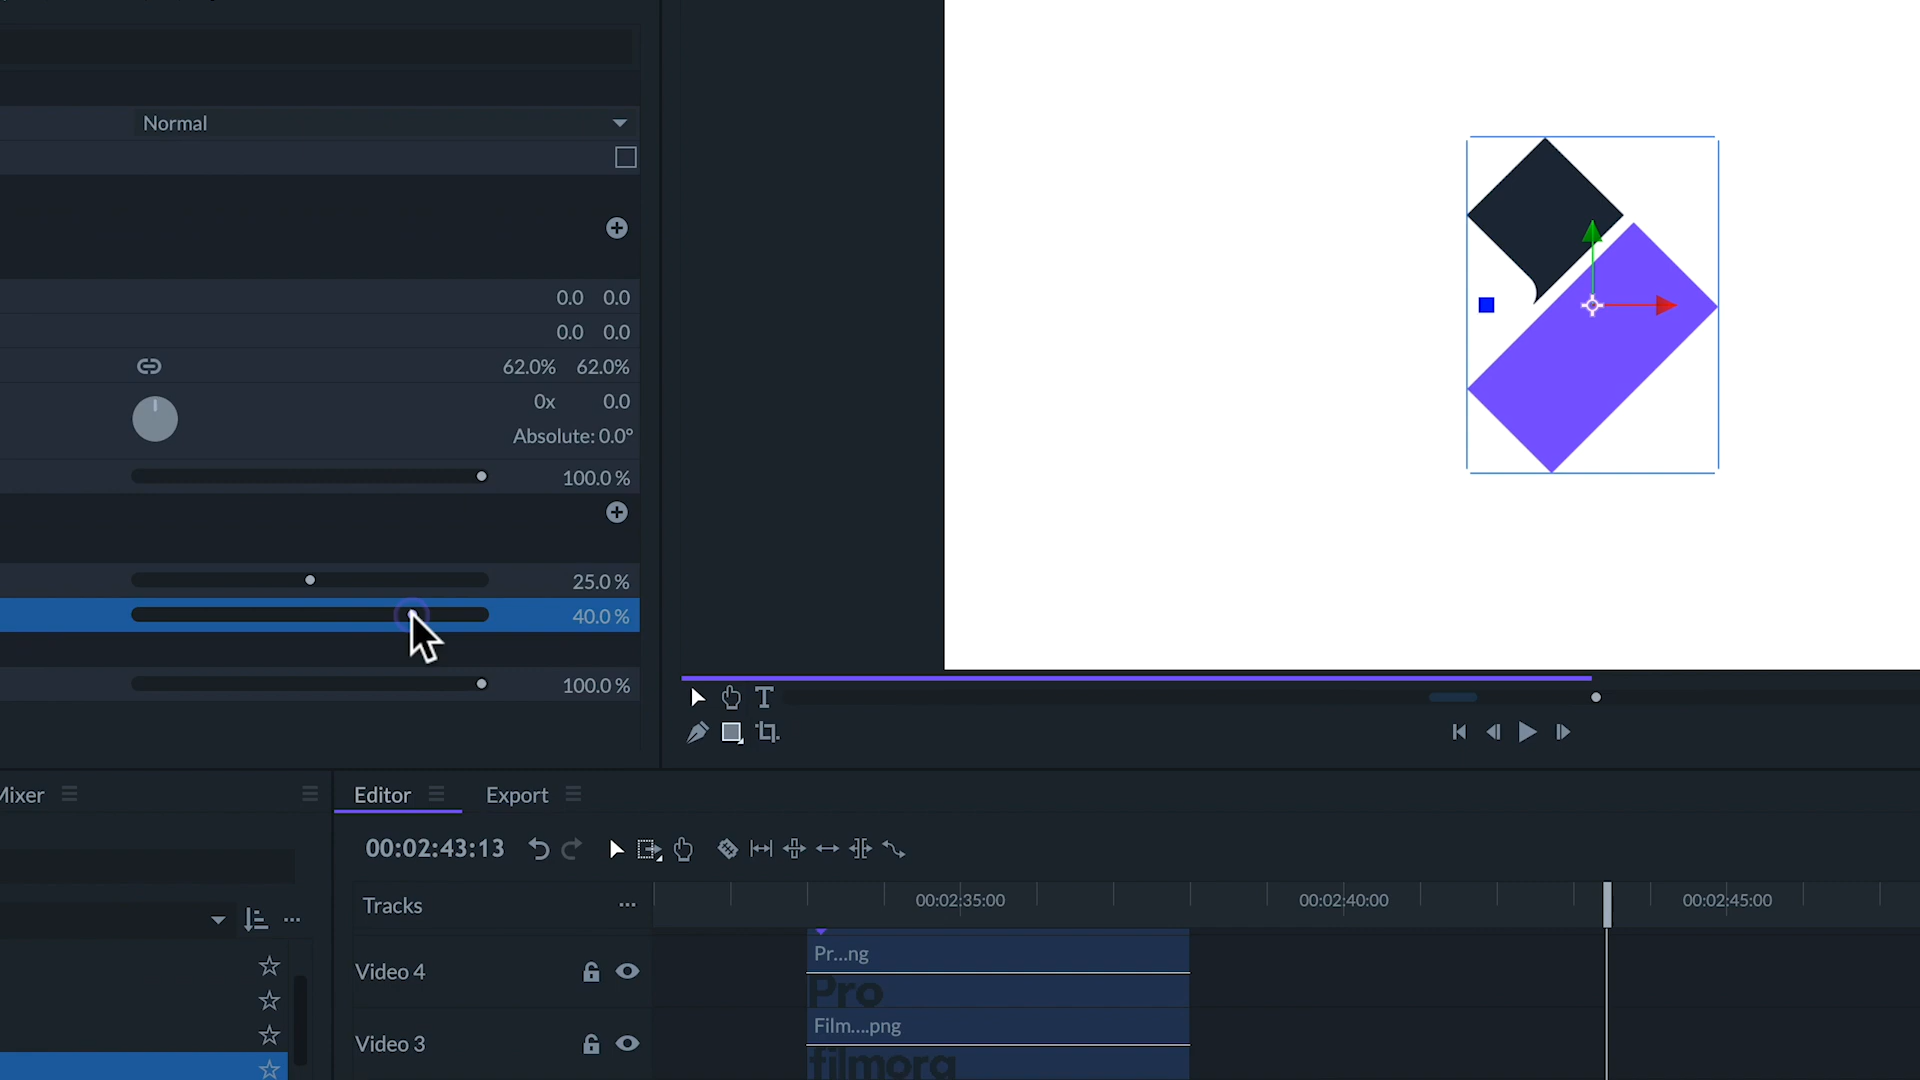 Normal
0.0 0.0
0.0 0.0
62.0% 62.0%
0x 0.0
Absolute: 0.0°
100.0 %
25.0 %
40.0 %
100.0 %
T
Mixer
Editor Export
00:02:43:13
Tracks
00:02:35:00 00:02:40:00 00:02:45:00
Pr...ng
Video 4
Pro
Film....png
Video 3
filmora